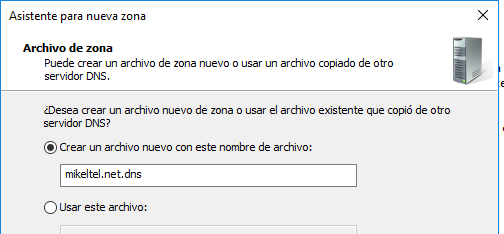 Asistente para nueva zona
Archivo de zona
Puede crear un archivo de zona nuevo o usar un archivo copiado de otro
servidor DNS.
¿Desea crear un archivo nuevo de zona o usar el archivo existente que copió de otro
servidor DNS?
Crear un archivo nuevo con este nombre de archivo:
mikeltel.net.dns
Usar este archivo: